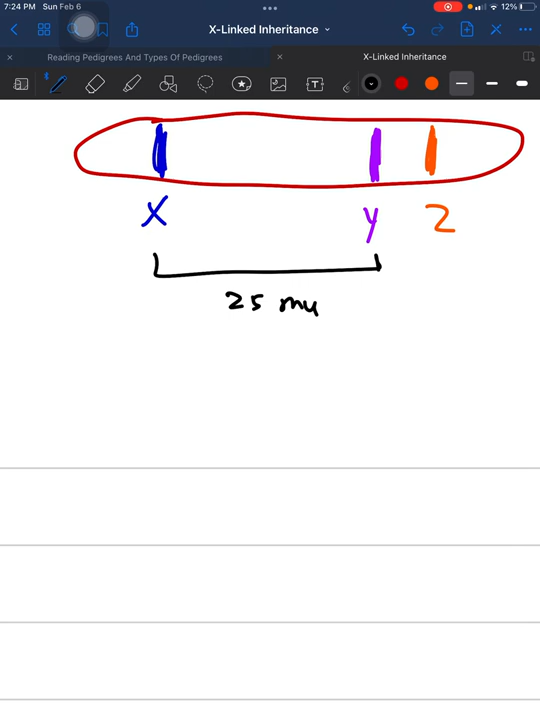 7:24 PM Sun Feb 6
12%
X-Linked Inheritance
Reading Pedigrees And Types Of Pedigrees
X-Linked Inheritance
T
X y z
25 mu